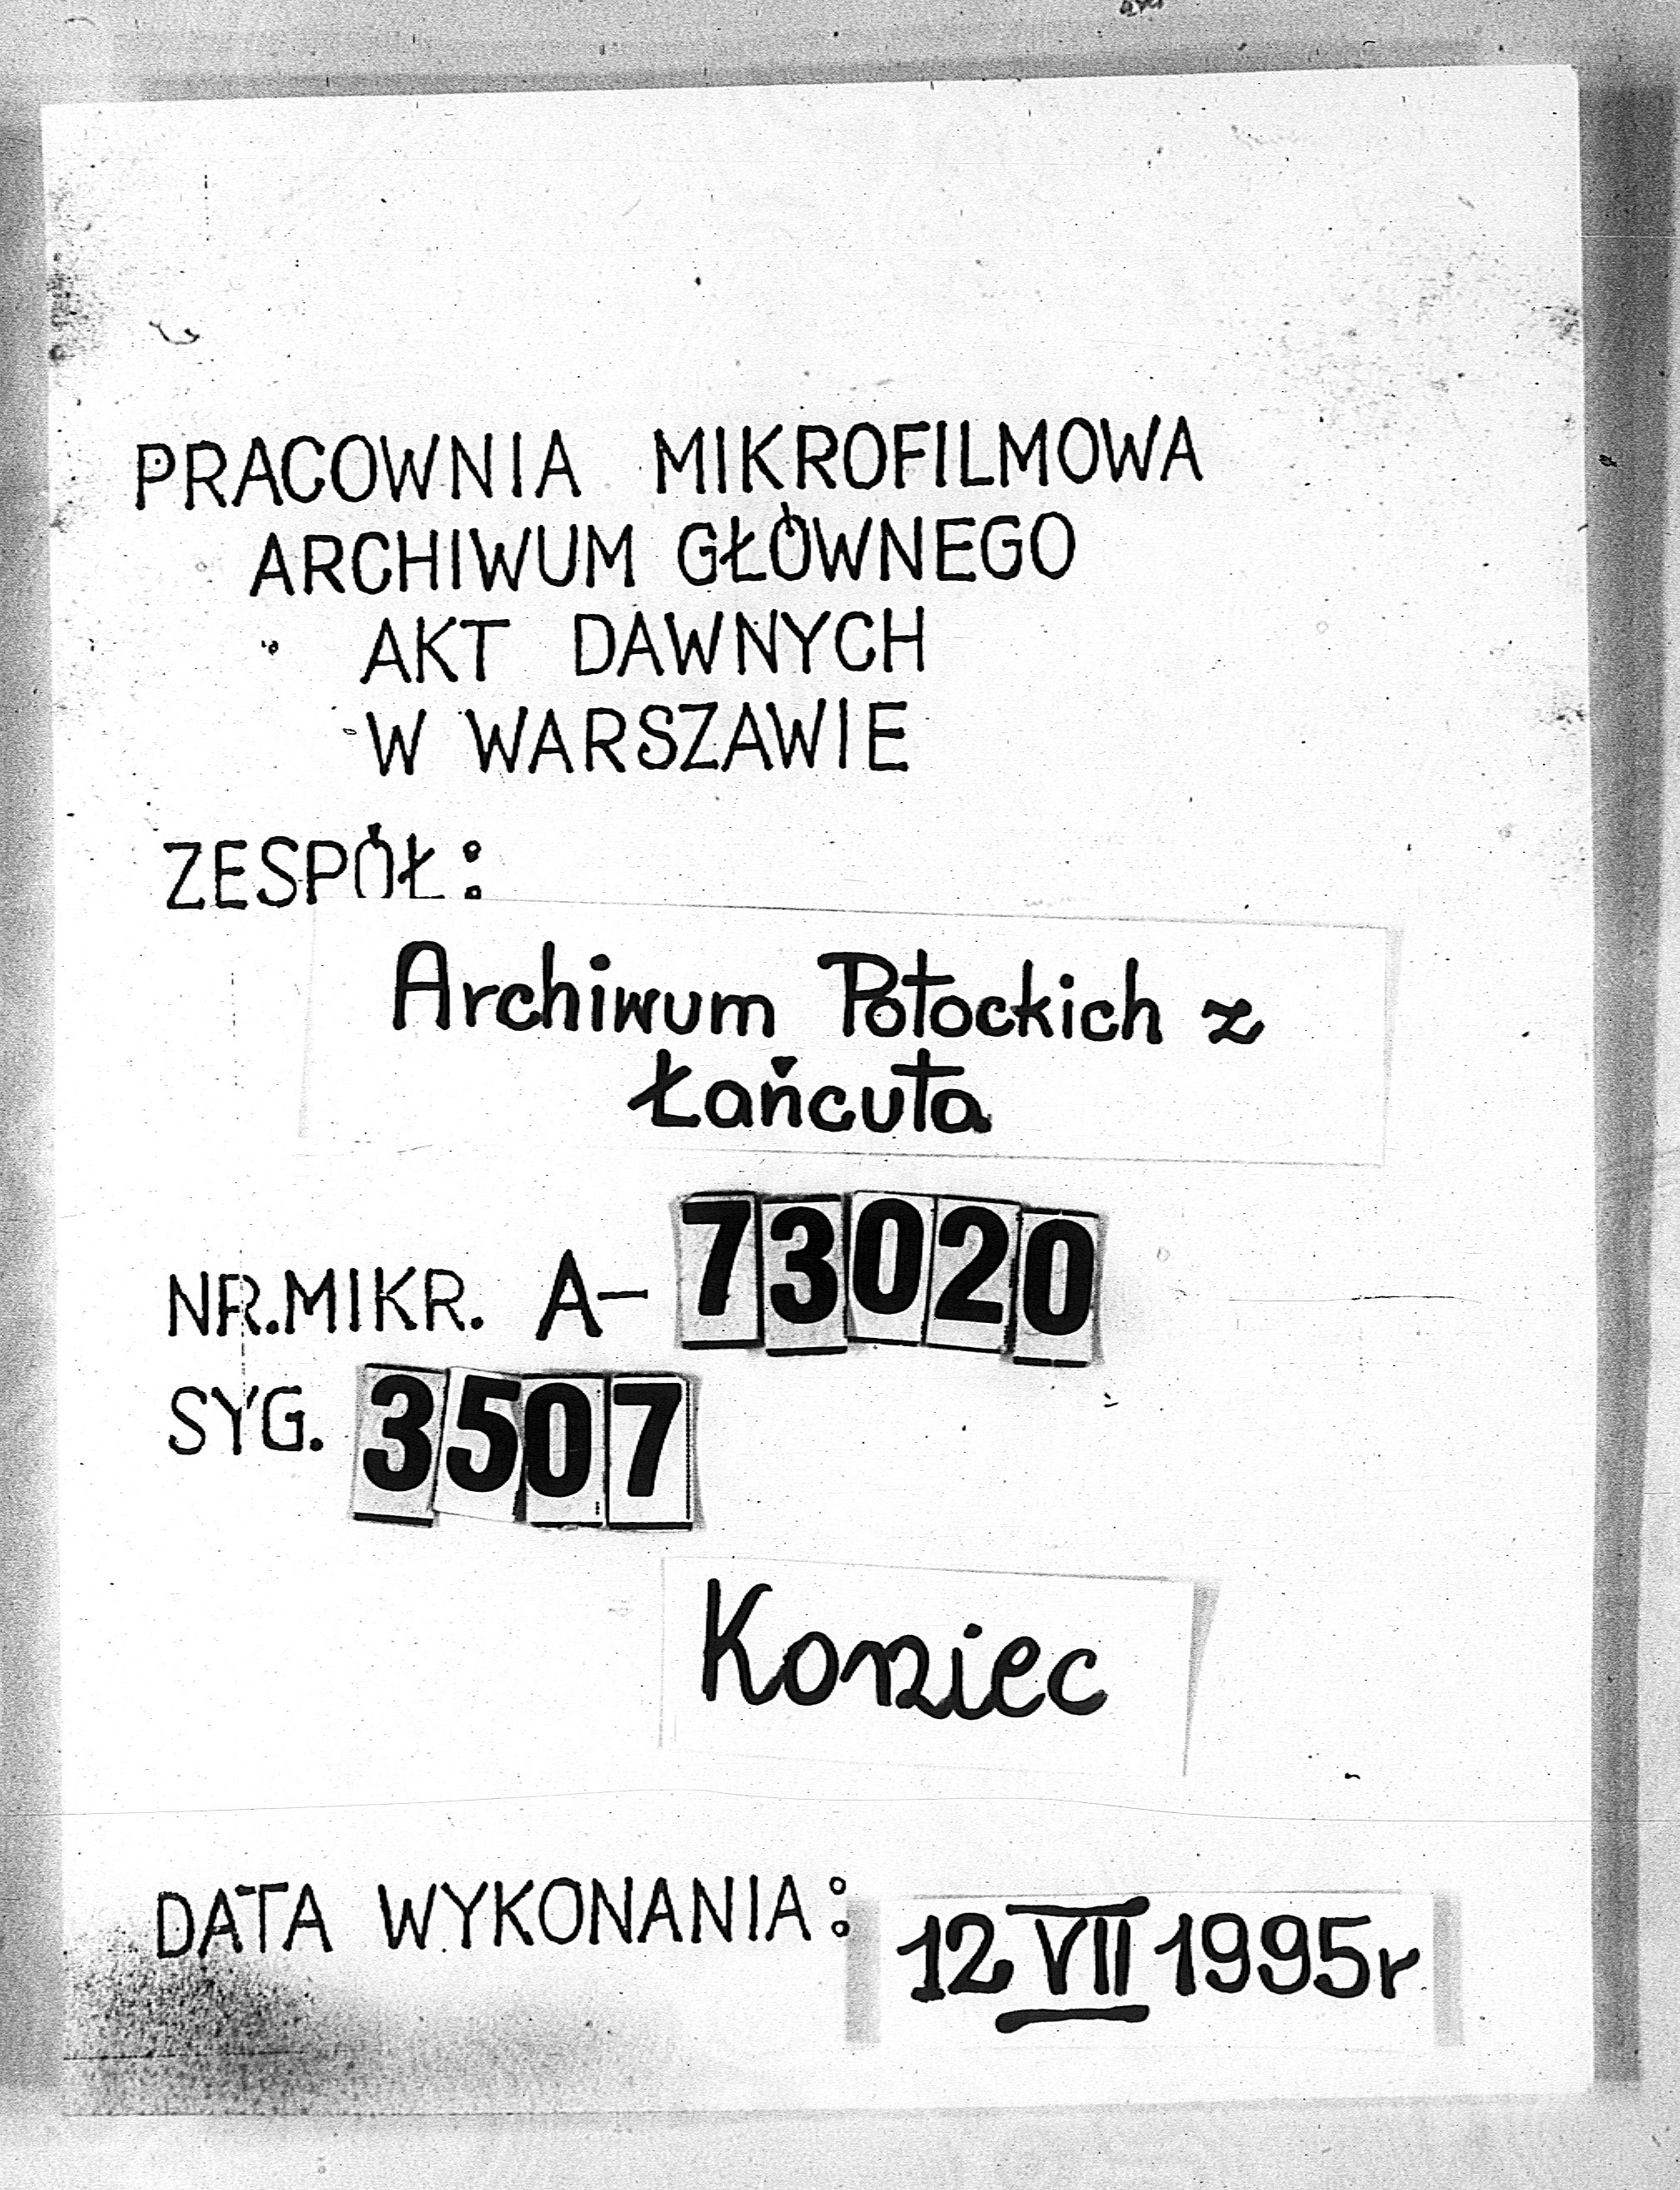 PRACOWNIA MIKROFILMOWA
ARCHIWUM GŁÓWNEGO
AKT DAWNYCH
W WARSZAWIE
ZESPÓŁ:
Archiwum Potockich z
Łańcuta
NR.MIKR. A-73020
SYG. 3507
Koniec
DATA WYKONANIA: 12 VII 1995r